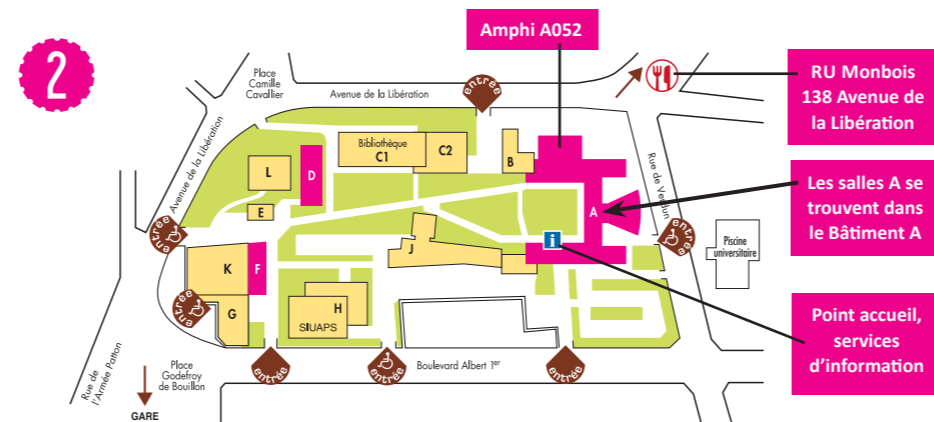 2
Amphi A052
RU Monbois
138 Avenue de
la Libération
Les salles A se
trouvent dans
le Bâtiment A
Point accueil,
services
d'information
Place
Camille
Cavallier
Avenue de la Libération
entrée
Avenue de la Libération
Bibliothèque
C1
C2
B
L
D
E
A
Rue de Verdun
entrée
entrée
Piscine
universitaire
i
J
K
F
G
entrée
H
SIUAPS
entrée
entrée
entrée
Boulevard Albert 1er
Place
Godefroy
de Bouillon
Rue de
l'Armée Patton
GARE